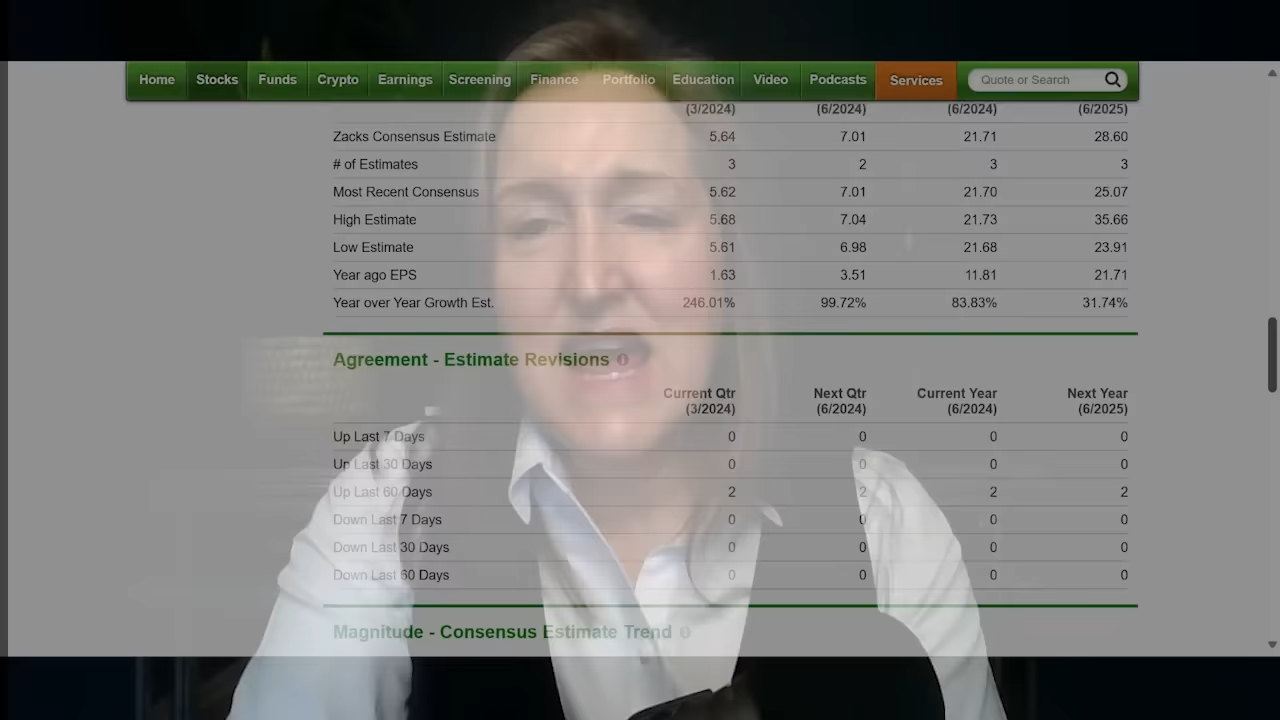 Home Stocks Funds Crypto Earnings Screening Finance Portfolio Education Video Podcasts Services Quote or Search
(3/2024) (6/2024) (6/2024) (6/2025)
Zacks Consensus Estimate 5.64 7.01 21.71 28.60
# of Estimates 3 2 3 3
Most Recent Consensus 5.62 7.01 21.70 25.07
High Estimate 5.68 7.04 21.73 35.66
Low Estimate 5.61 6.98 21.68 23.91
Year ago EPS 1.63 3.51 11.81 21.71
Year over Year Growth Est. 246.01% 99.72% 83.83% 31.74%
Agreement - Estimate Revisions
Current Qtr Next Qtr Current Year Next Year
(3/2024) (6/2024) (6/2024) (6/2025)
Up Last 7 Days 0 0 0 0
Up Last 30 Days 0 0 0 0
Up Last 60 Days 2 2 2 2
Down Last 7 Days 0 0 0 0
Down Last 30 Days 0 0 0 0
Down Last 60 Days 0 0 0 0
Magnitude - Consensus Estimate Trend